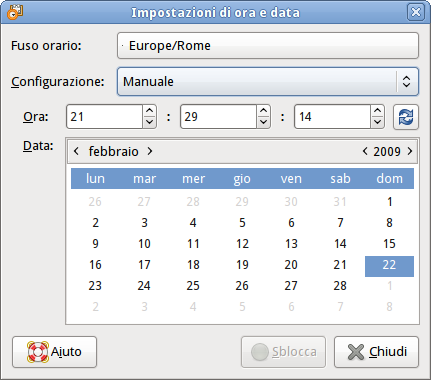 Impostazioni di ora e data
Fuso orario: Europe/Rome
Configurazione: Manuale
Ora: 21 : 29 : 14
Data: < febbraio > < 2009 >
lun mar mer gio ven sab dom
26 27 28 29 30 31 1
2 3 4 5 6 7 8
9 10 11 12 13 14 15
16 17 18 19 20 21 22
23 24 25 26 27 28 1
2 3 4 5 6 7 8
Aiuto Sblocca Chiudi